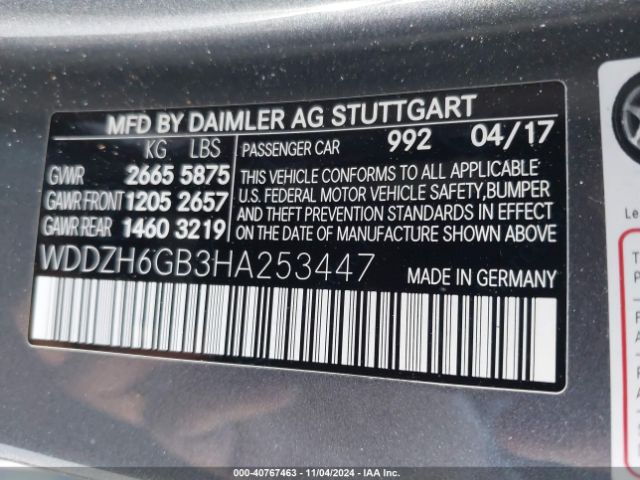 MFD BY DAIMLER AG STUTTGART
KG LBS
GVWR 2665 5875
GAWR FRONT 1205 2657
GAWR REAR 1460 3219
PASSENGER CAR 992 04/17
THIS VEHICLE CONFORMS TO ALL APPLICABLE
U.S. FEDERAL MOTOR VEHICLE SAFETY, BUMPER
AND THEFT PREVENTION STANDARDS IN EFFECT
ON THE DATE OF MANUFACTURE SHOWN ABOVE
WDDZH6GB3HA253447 MADE IN GERMANY
Le
000-40767463 - 11/04/2024 - IAA Inc.